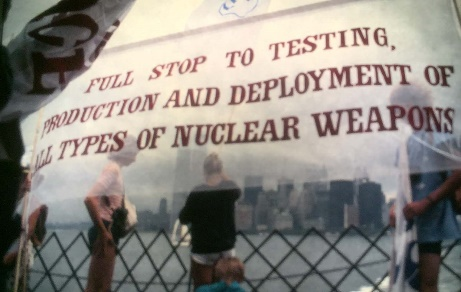 FULL STOP TO TESTING,
PRODUCTION AND DEPLOYMENT OF
ALL TYPES OF NUCLEAR WEAPONS